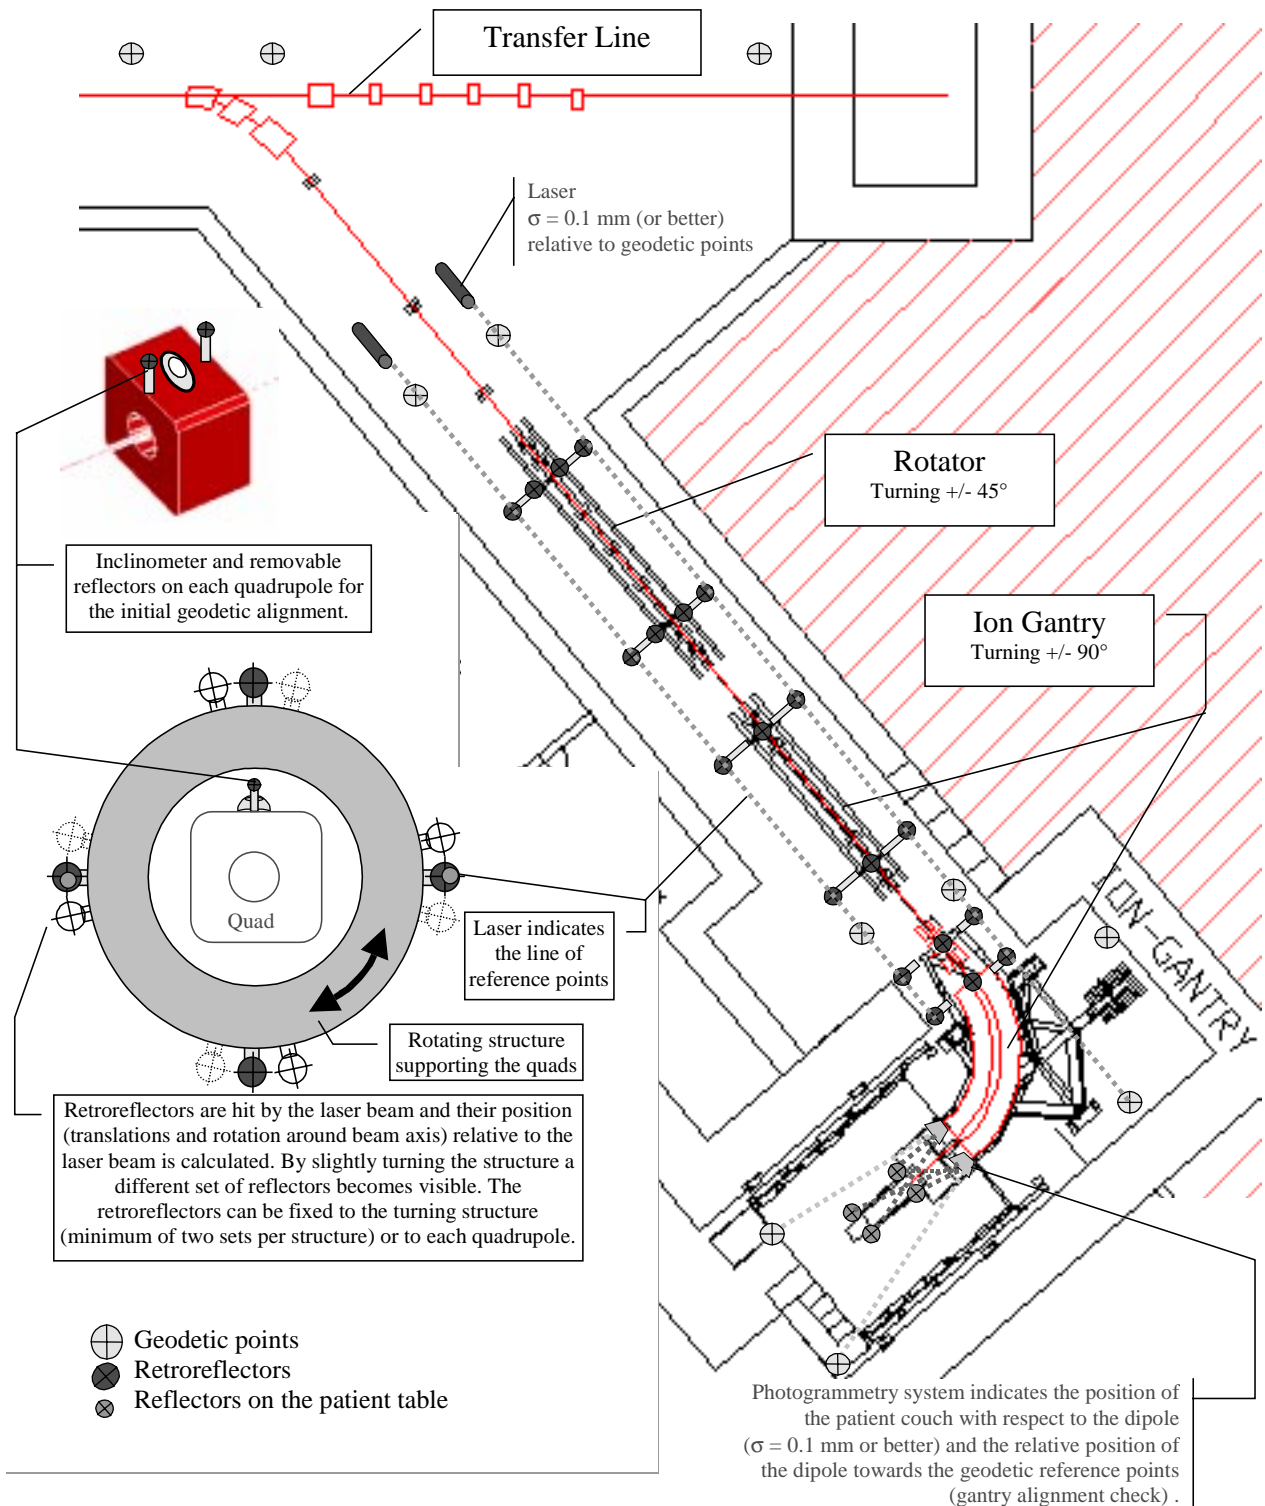 Transfer Line
Laser
σ = 0.1 mm (or better)
relative to geodetic points
Rotator
Turning +/- 45°
Inclinometer and removable
reflectors on each quadrupole for
the initial geodetic alignment.
Ion Gantry
Turning +/- 90°
ION-GANTRY
Quad
Laser indicates
the line of
reference points
Rotating structure
supporting the quads
Retroreflectors are hit by the laser beam and their position
(translations and rotation around beam axis) relative to the
laser beam is calculated. By slightly turning the structure a
different set of reflectors becomes visible. The
retroreflectors can be fixed to the turning structure
(minimum of two sets per structure) or to each quadrupole.
Geodetic points
Retroreflectors
Reflectors on the patient table
Photogrammetry system indicates the position of
the patient couch with respect to the dipole
(σ = 0.1 mm or better) and the relative position of
the dipole towards the geodetic reference points
(gantry alignment check) .